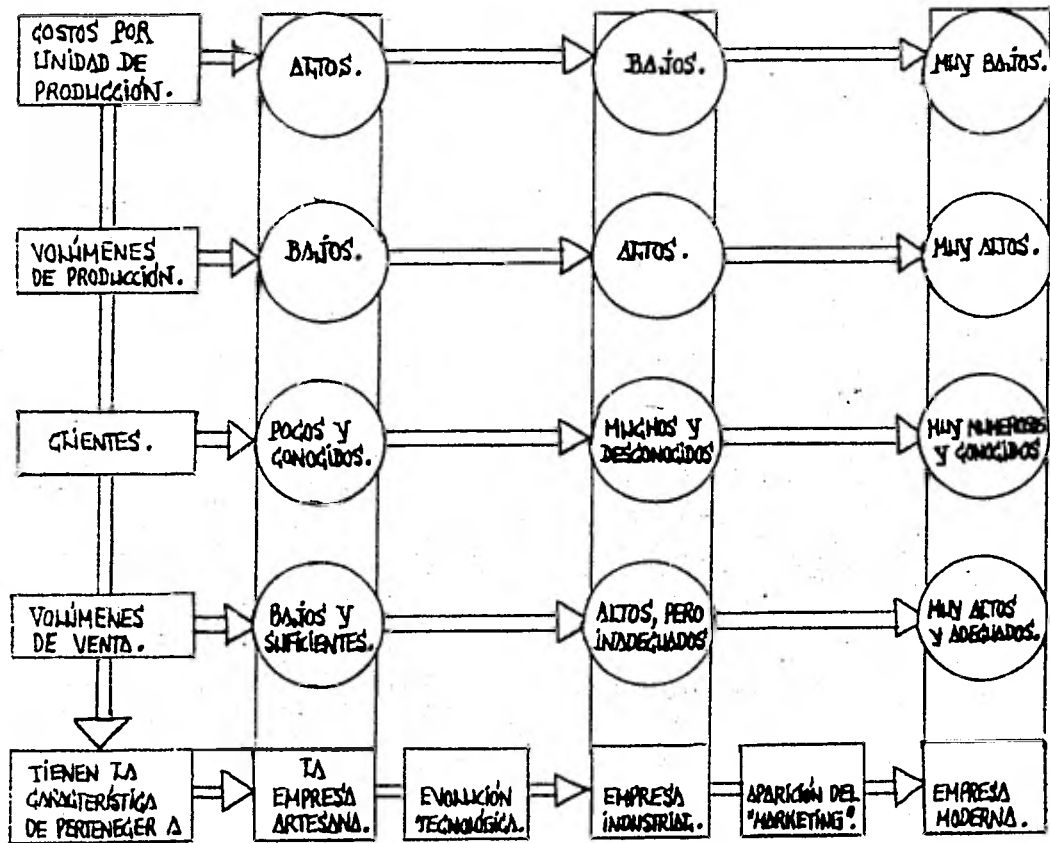 COSTOS POR
UNIDAD DE
PRODUCCIÓN.
ALTOS.
BAJOS.
MUY BAJOS.
VOLÚMENES
DE PRODUCCIÓN.
BAJOS.
ALTOS.
MUY ALTOS.
CLIENTES.
POCOS Y
CONOCIDOS.
MUCHOS Y
DESCONOCIDOS
MUY NUMEROSOS
Y CONOCIDOS
VOLÚMENES
DE VENTA.
BAJOS Y
SUFICIENTES.
ALTOS, PERO
INADECUADOS
MUY ALTOS
Y ADECUADOS.
TIENEN LA
CARACTERÍSTICA
DE PERTENECER A
LA
EMPRESA
ARTESANA.
EVOLUCIÓN
TECNOLÓGICA.
EMPRESA
INDUSTRIAL.
APARICIÓN DEL
"MARKETING".
EMPRESA
MODERNA.